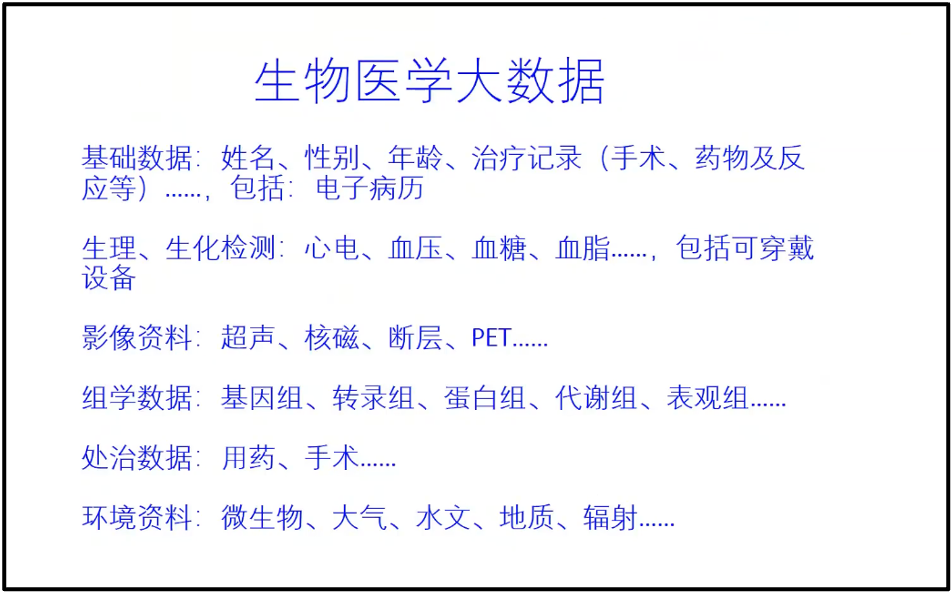 生物医学大数据
基础数据：姓名、性别、年龄、治疗记录（手术、药物及反
应等）……，包括：电子病历
生理、生化检测：心电、血压、血糖、血脂……，包括可穿戴
设备
影像资料：超声、核磁、断层、PET……
组学数据：基因组、转录组、蛋白组、代谢组、表观组……
处治数据：用药、手术……
环境资料：微生物、大气、水文、地质、辐射……